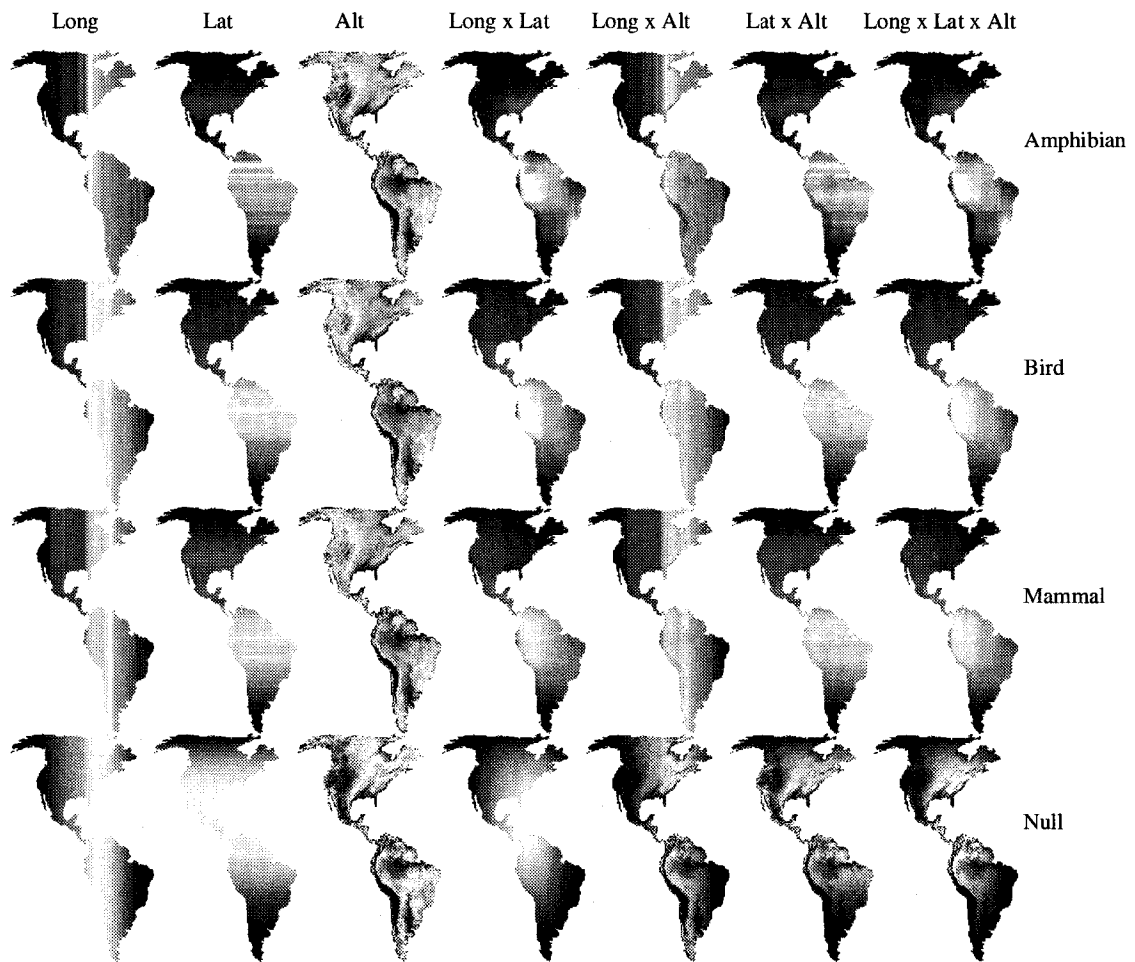 Long Lat Alt Long x Lat Long x Alt Lat x Alt Long x Lat x Alt
Amphibian
Bird
Mammal
Null